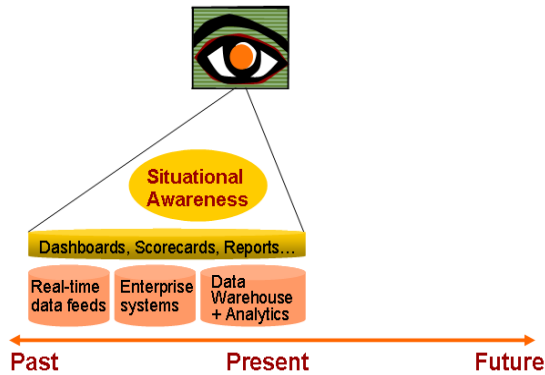 Situational
Awareness
Dashboards, Scorecards, Reports...
Real-time
data feeds
Enterprise
systems
Data
Warehouse
+ Analytics
Past
Present
Future